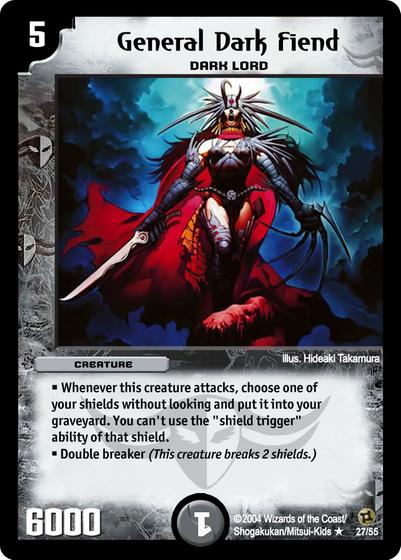 5
General Dark Fiend
DARK LORD
illus. Hideaki Takamura
CREATURE
▪ Whenever this creature attacks, choose one of
your shields without looking and put it into your
graveyard. You can't use the "shield trigger"
ability of that shield.
▪ Double breaker (This creature breaks 2 shields.)
6000
1
©2004 Wizards of the Coast/
Shogakukan/Mitsui-Kids ★ 27/55